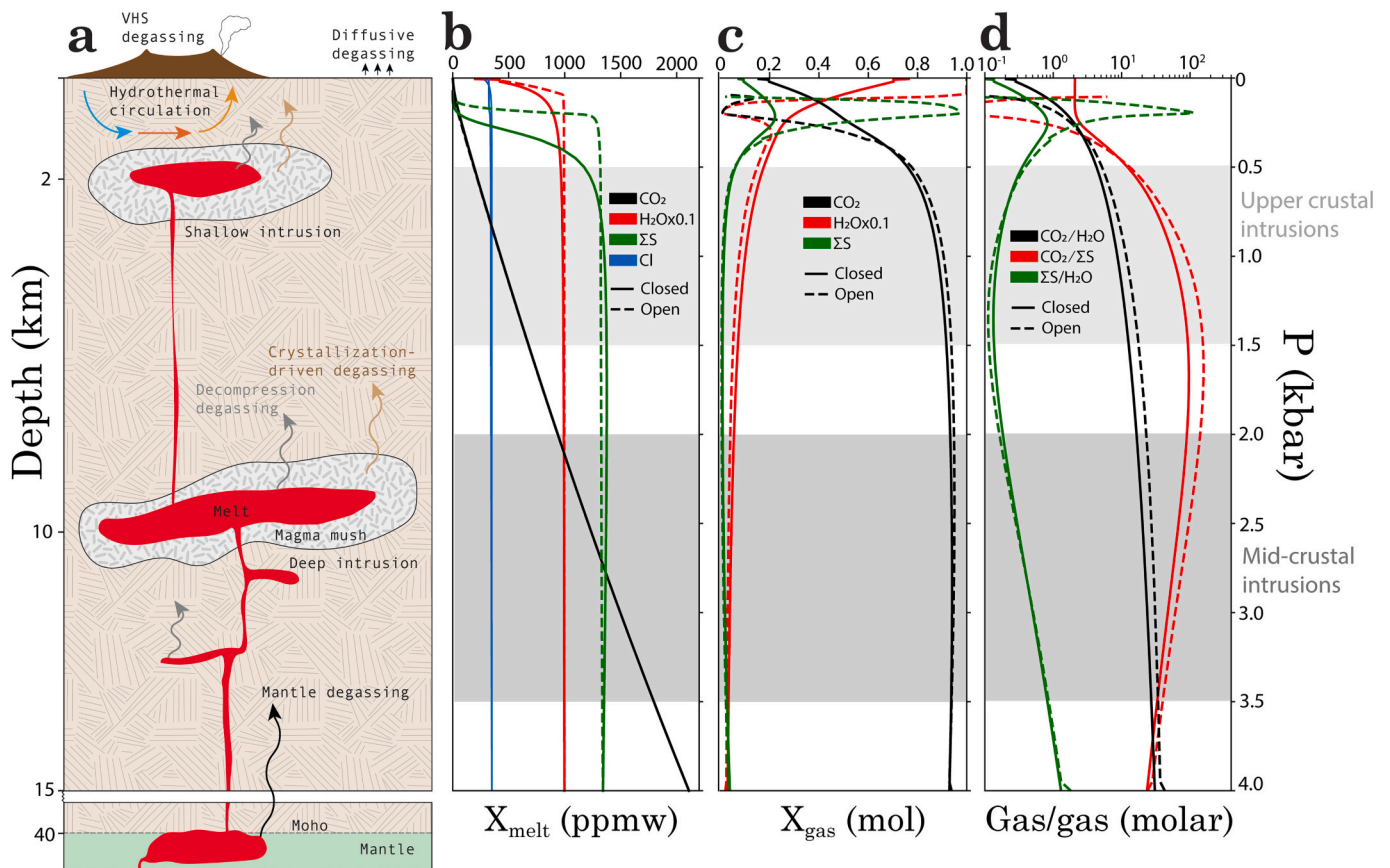 a
VHS
degassing
Diffusive
degassing
Hydrothermal
circulation
Shallow intrusion
Crystallization-
driven degassing
Decompression
degassing
Melt
Magma mush
Deep intrusion
Mantle degassing
Moho
Mantle
Depth (km)
2
10
15
40
b
0
500
1000
1500
2100
CO₂
H₂Ox0.1
ΣS
Cl
Closed
Open
X_melt (ppmw)
c
0
0.2
0.4
0.6
0.8
1.0
CO₂
H₂Ox0.1
ΣS
Closed
Open
X_gas (mol)
d
10⁻¹
10⁰
10¹
10²
CO₂/H₂O
CO₂/ΣS
ΣS/H₂O
Closed
Open
Gas/gas (molar)
0
0.5
1.0
1.5
2.0
2.5
3.0
3.5
4.0
P (kbar)
Upper crustal
intrusions
Mid-crustal
intrusions